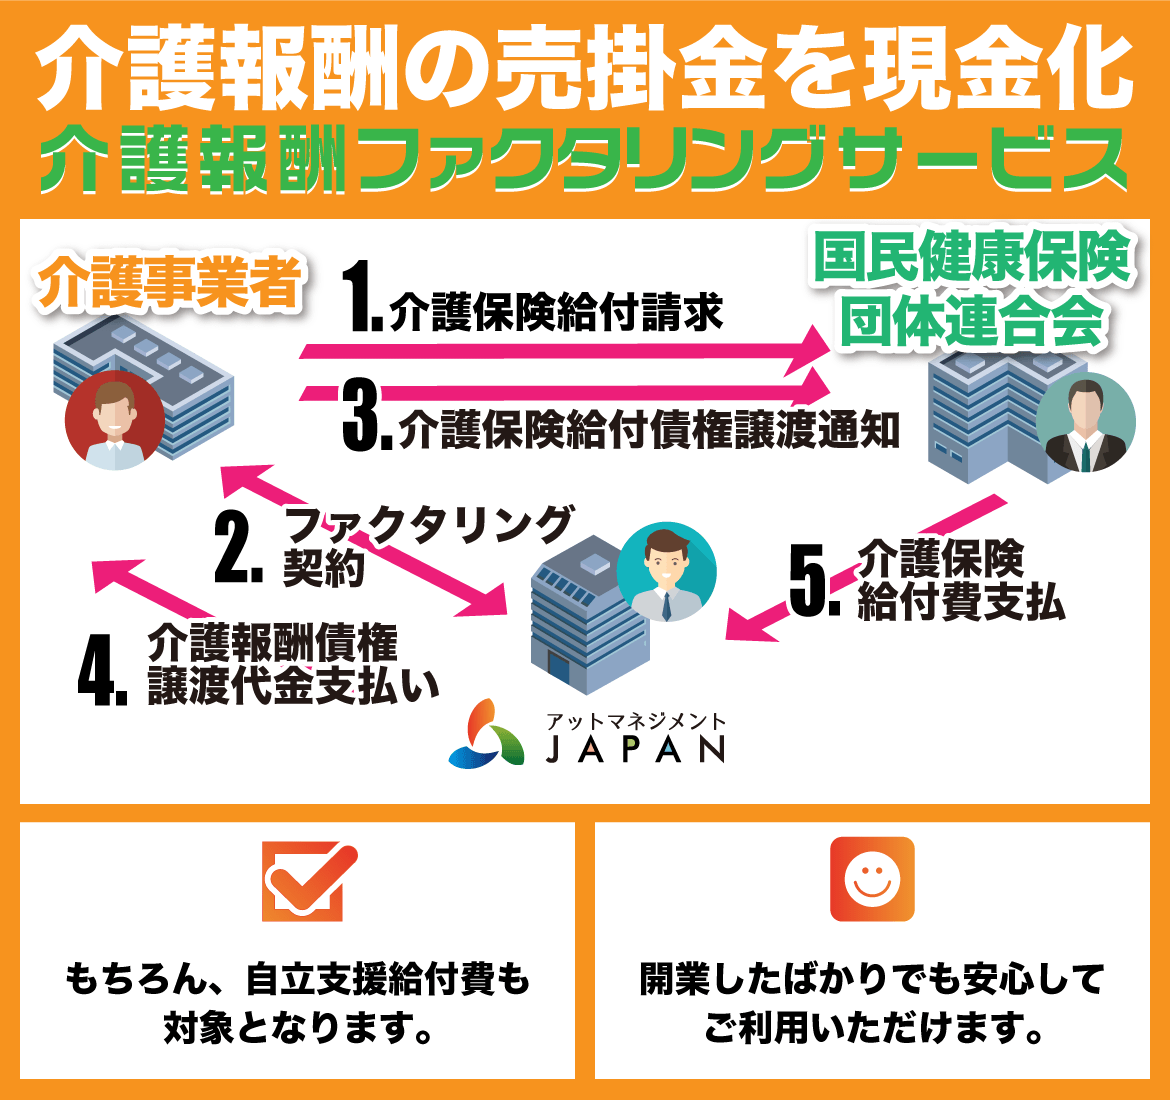 介護報酬の売掛金を現金化
介護報酬ファクタリングサービス
介護事業者
国民健康保険
団体連合会
1.介護保険給付請求
3.介護保険給付債権譲渡通知
2.ファクタリング
契約
5.介護保険
給付費支払
4.介護報酬債権
譲渡代金支払い
アットマネジメント
JAPAN
もちろん、自立支援給付費も
対象となります。
開業したばかりでも安心して
ご利用いただけます。